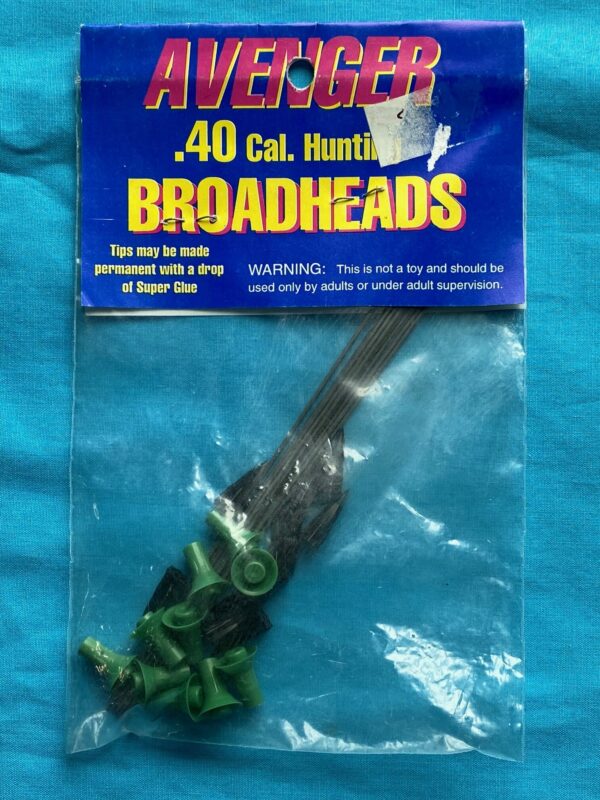 AVENGER
.40 Cal. Hunti
BROADHEADS
Tips may be made
permanent with a drop
of Super Glue
WARNING: This is not a toy and should be
used only by adults or under adult supervision.